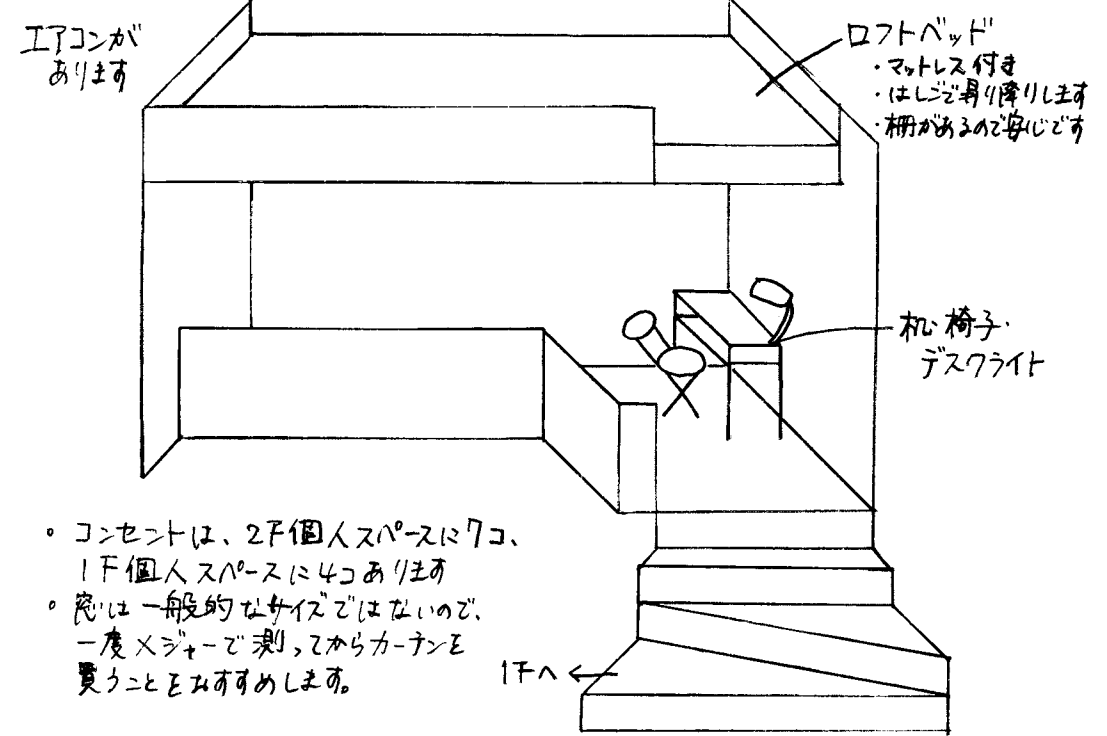 エアコンが
あります
ロフトベッド
・マットレス付き
・はしごで昇り降りします
・柵があるので安心です
机・椅子・
デスクライト
。コンセントは、2F個人スペースに7コ、
1F個人スペースに4コあります
。窓は一般的なサイズではないので、
一度メジャーで測ってからカーテンを
買うことをおすすめします。
1Fへ←